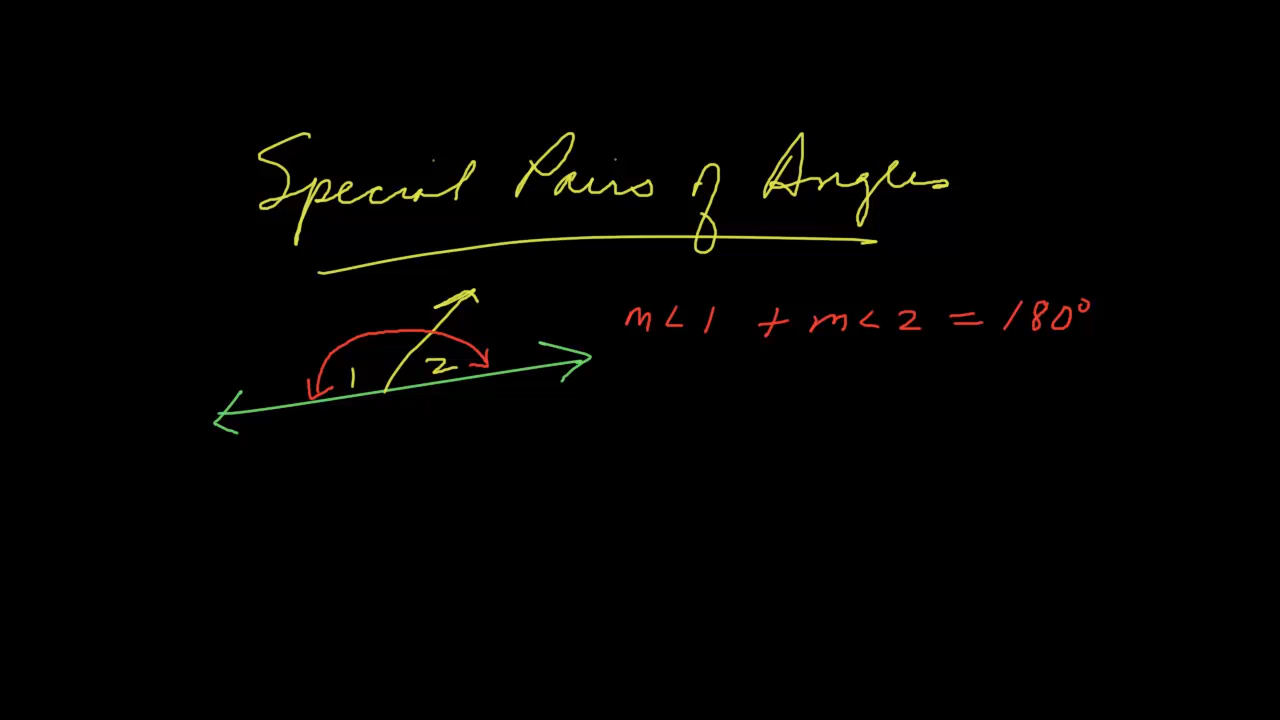 Special Pairs of Angles
m<1 + m<2 = 180°
1 2